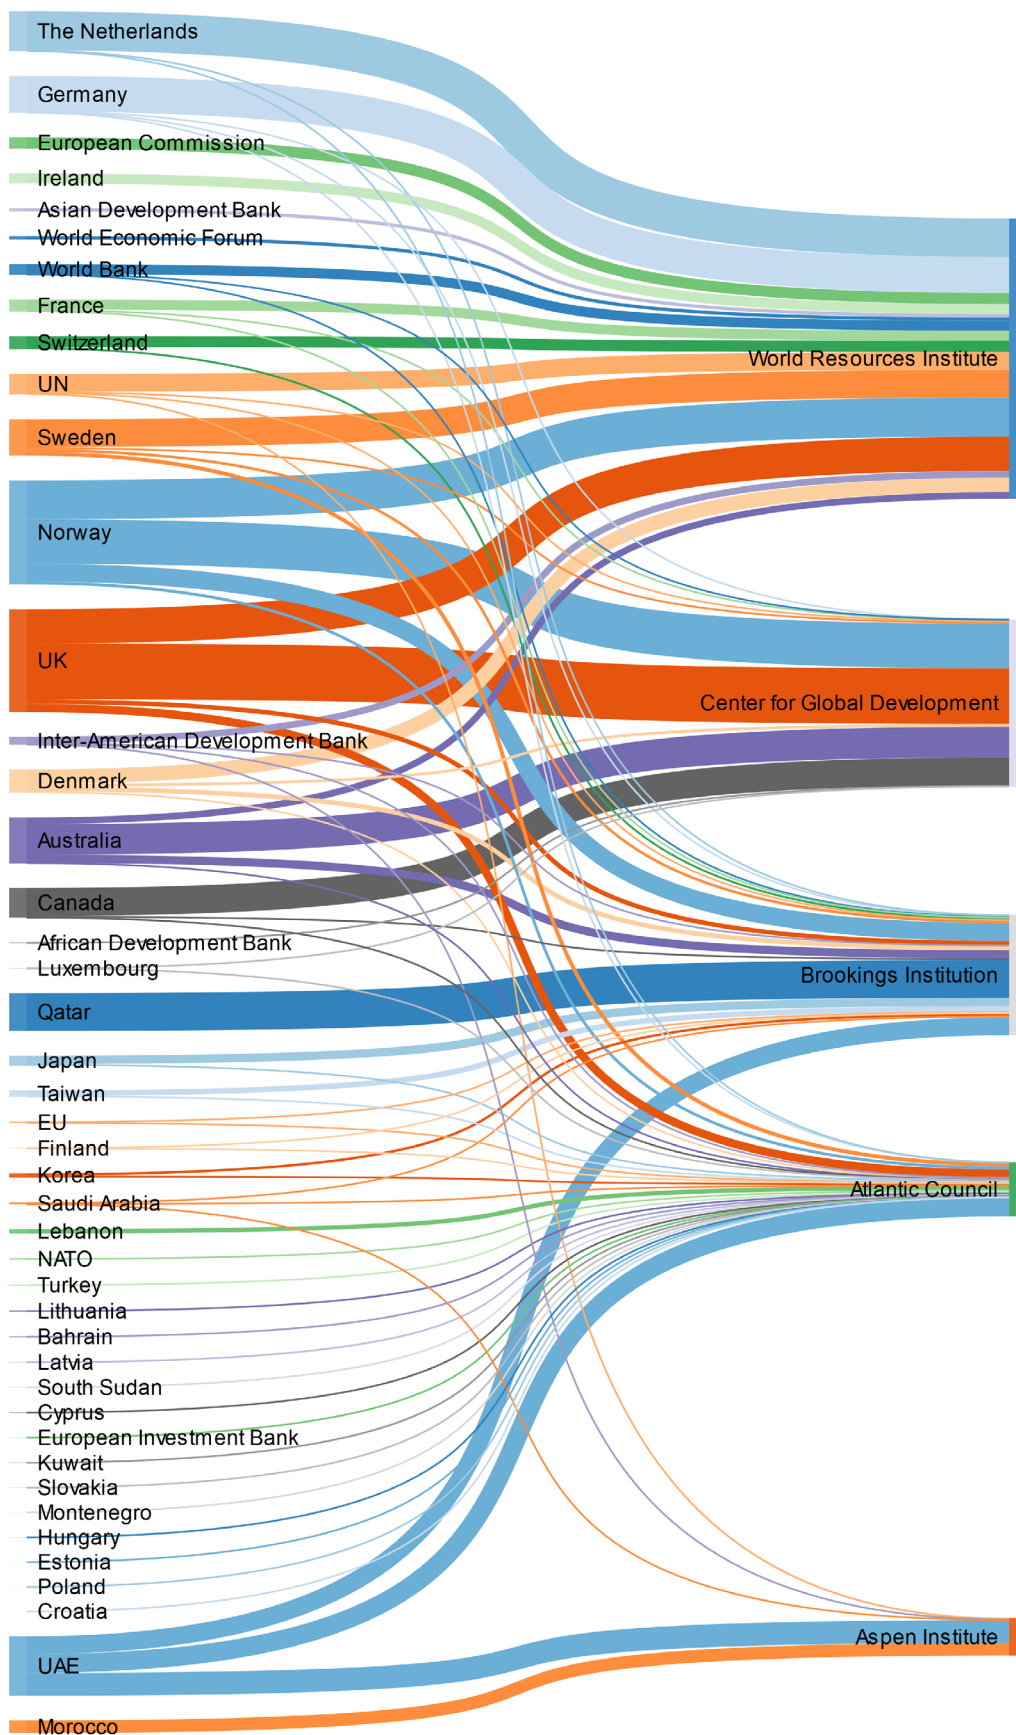 The Netherlands
Germany
European Commission
Ireland
Asian Development Bank
World Economic Forum
World Bank
France
Switzerland
World Resources Institute
UN
Sweden
Norway
UK
Center for Global Development
Inter-American Development Bank
Denmark
Australia
Canada
African Development Bank
Luxembourg
Brookings Institution
Qatar
Japan
Taiwan
EU
Finland
Korea
Atlantic Council
Saudi Arabia
Lebanon
NATO
Turkey
Lithuania
Bahrain
Latvia
South Sudan
Cyprus
European Investment Bank
Kuwait
Slovakia
Montenegro
Hungary
Estonia
Poland
Croatia
Aspen Institute
UAE
Morocco